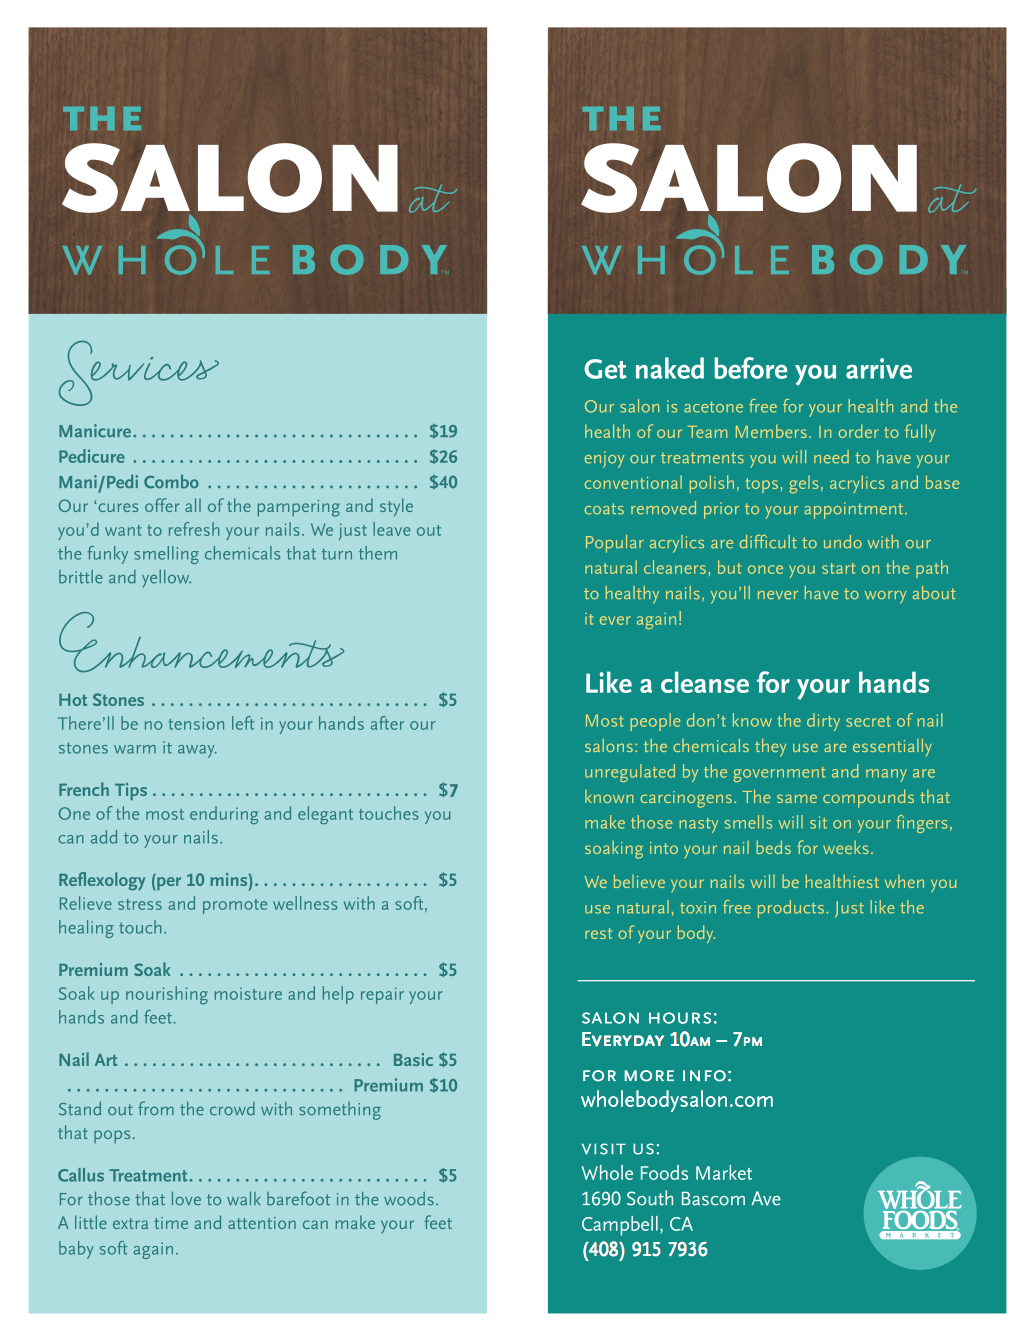 THE
SALON at
WHOLE BODY™
Services
Manicure. . . . . . . . . . . . . . . . . . . . . . . . . . . . . . . $19
Pedicure . . . . . . . . . . . . . . . . . . . . . . . . . . . . . . . $26
Mani/Pedi Combo . . . . . . . . . . . . . . . . . . . . . . . $40
Our ‘cures offer all of the pampering and style
you’d want to refresh your nails. We just leave out
the funky smelling chemicals that turn them
brittle and yellow.
Enhancements
Hot Stones . . . . . . . . . . . . . . . . . . . . . . . . . . . . . . $5
There’ll be no tension left in your hands after our
stones warm it away.
French Tips . . . . . . . . . . . . . . . . . . . . . . . . . . . . . . $7
One of the most enduring and elegant touches you
can add to your nails.
Reflexology (per 10 mins). . . . . . . . . . . . . . . . . . . $5
Relieve stress and promote wellness with a soft,
healing touch.
Premium Soak . . . . . . . . . . . . . . . . . . . . . . . . . . . $5
Soak up nourishing moisture and help repair your
hands and feet.
Nail Art . . . . . . . . . . . . . . . . . . . . . . . . . . . . Basic $5
. . . . . . . . . . . . . . . . . . . . . . . . . . . . . . Premium $10
Stand out from the crowd with something
that pops.
Callus Treatment. . . . . . . . . . . . . . . . . . . . . . . . . . $5
For those that love to walk barefoot in the woods.
A little extra time and attention can make your feet
baby soft again.
THE
SALON at
WHOLE BODY™
Get naked before you arrive
Our salon is acetone free for your health and the
health of our Team Members. In order to fully
enjoy our treatments you will need to have your
conventional polish, tops, gels, acrylics and base
coats removed prior to your appointment.
Popular acrylics are difficult to undo with our
natural cleaners, but once you start on the path
to healthy nails, you’ll never have to worry about
it ever again!
Like a cleanse for your hands
Most people don’t know the dirty secret of nail
salons: the chemicals they use are essentially
unregulated by the government and many are
known carcinogens. The same compounds that
make those nasty smells will sit on your fingers,
soaking into your nail beds for weeks.
We believe your nails will be healthiest when you
use natural, toxin free products. Just like the
rest of your body.
SALON HOURS:
EVERYDAY 10AM – 7PM
FOR MORE INFO:
wholebodysalon.com
VISIT US:
Whole Foods Market
1690 South Bascom Ave
Campbell, CA
(408) 915 7936
WHOLE
FOODS
MARKET